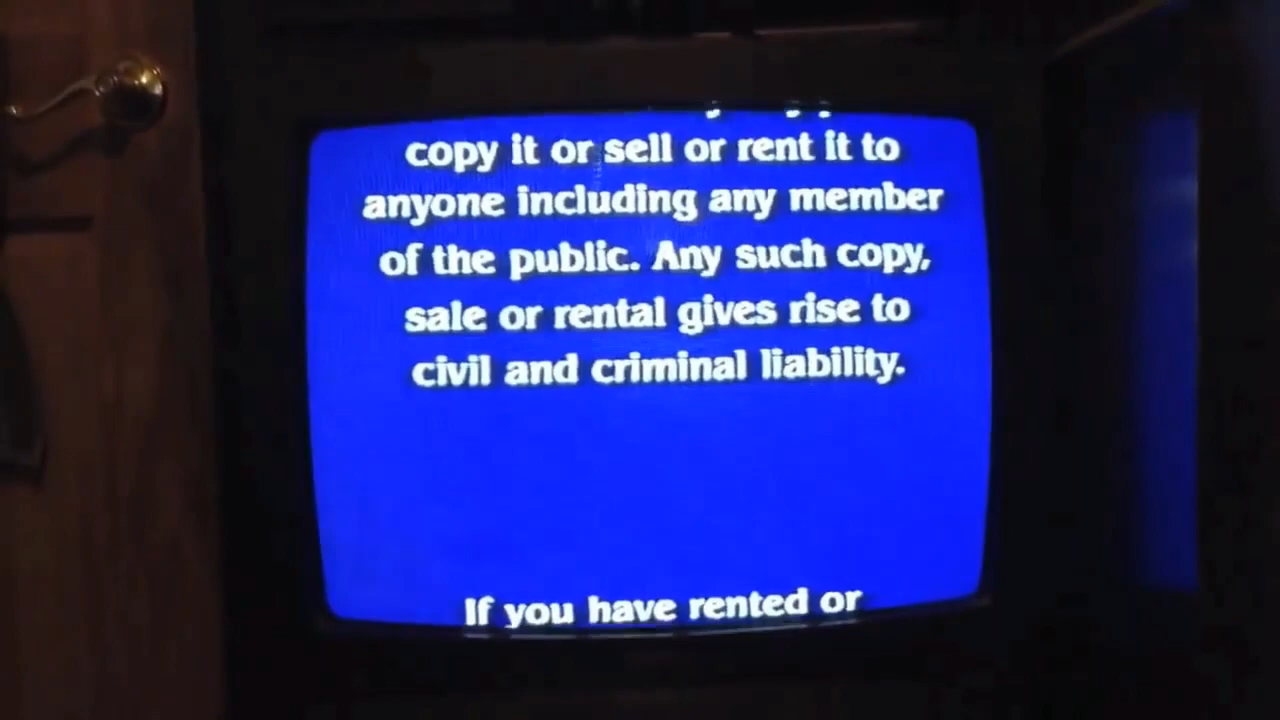 copy it or sell or rent it to
anyone including any member
of the public. Any such copy,
sale or rental gives rise to
civil and criminal liability.
If you have rented or